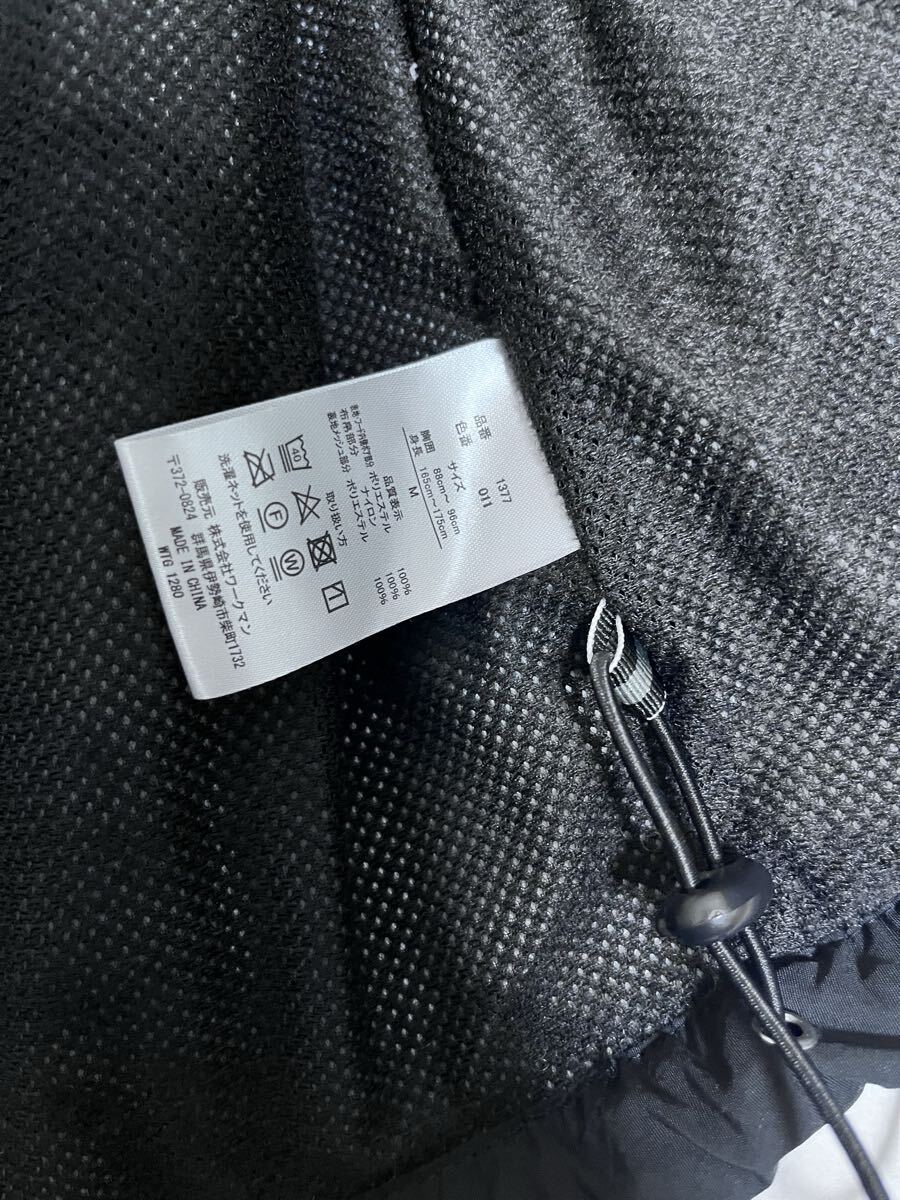 品番 1377
色番 011
サイズ M
胸囲 88cm～ 96cm
身長 165cm～175cm
品質表示
ポリエステル 100%
布帛部分 ナイロン 100%
裏地メッシュ部分 ポリエステル 100%
取り扱い方
40
F W
洗濯ネットを使用してください
販売元 株式会社ワークマン
〒372-0824 群馬県伊勢崎市柴町1732
MADE IN CHINA
WTG 1280